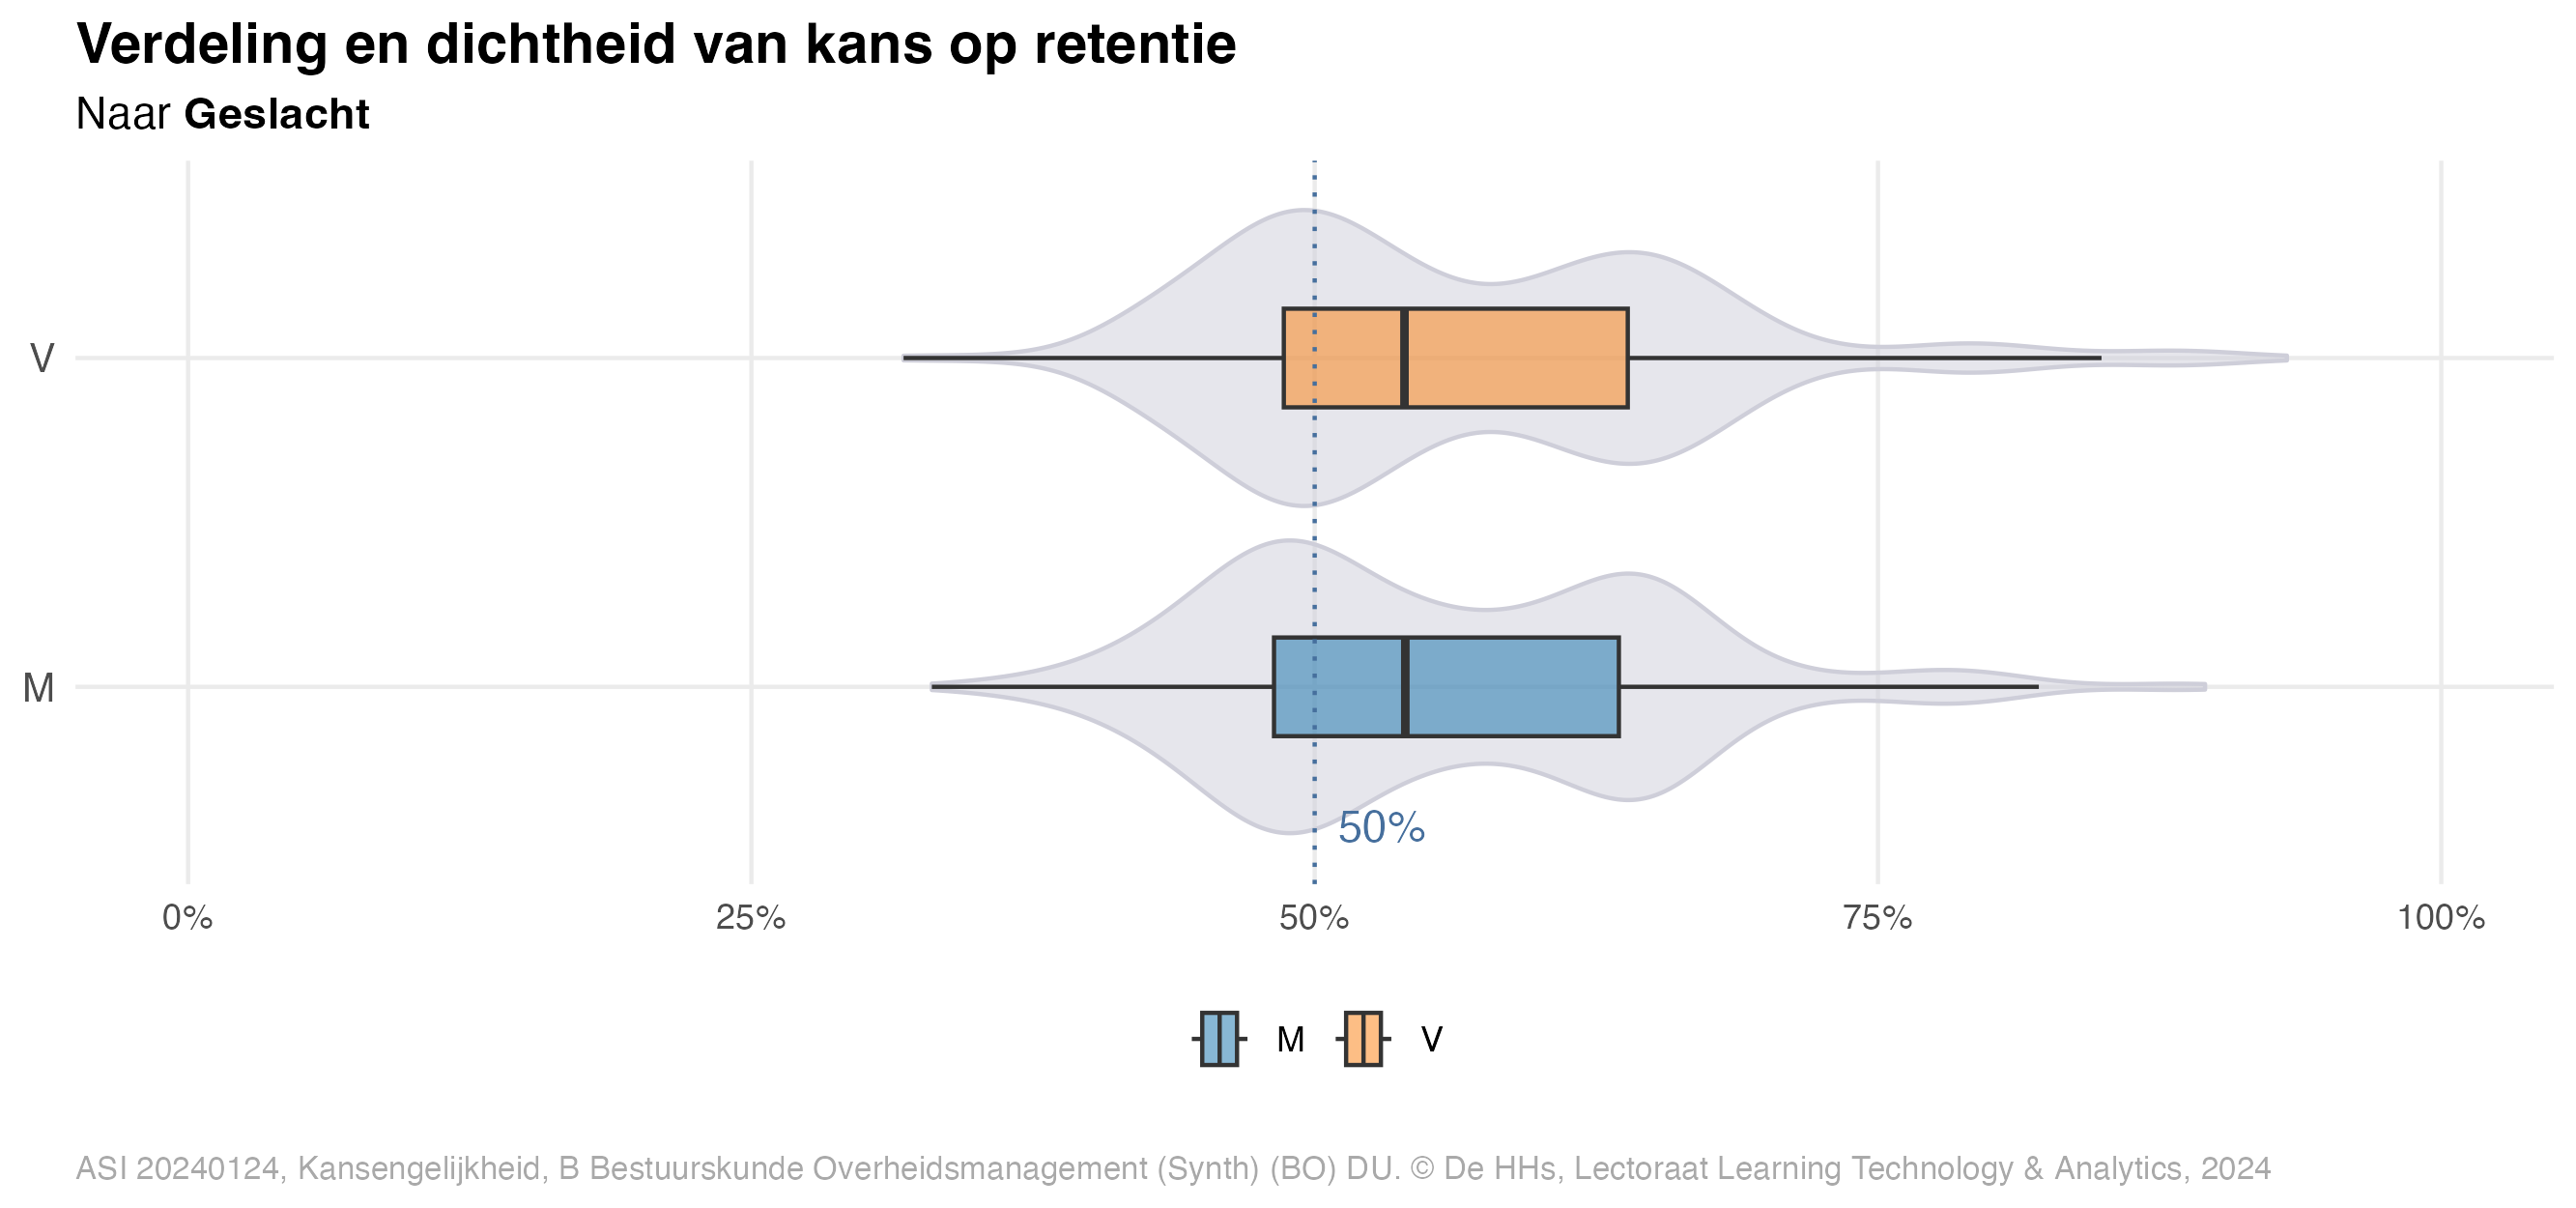 Verdeling en dichtheid van kans op retentie
Naar Geslacht
V
M
50%
0% 25% 50% 75% 100%
M V
ASI 20240124, Kansengelijkheid, B Bestuurskunde Overheidsmanagement (Synth) (BO) DU. © De HHs, Lectoraat Learning Technology & Analytics, 2024